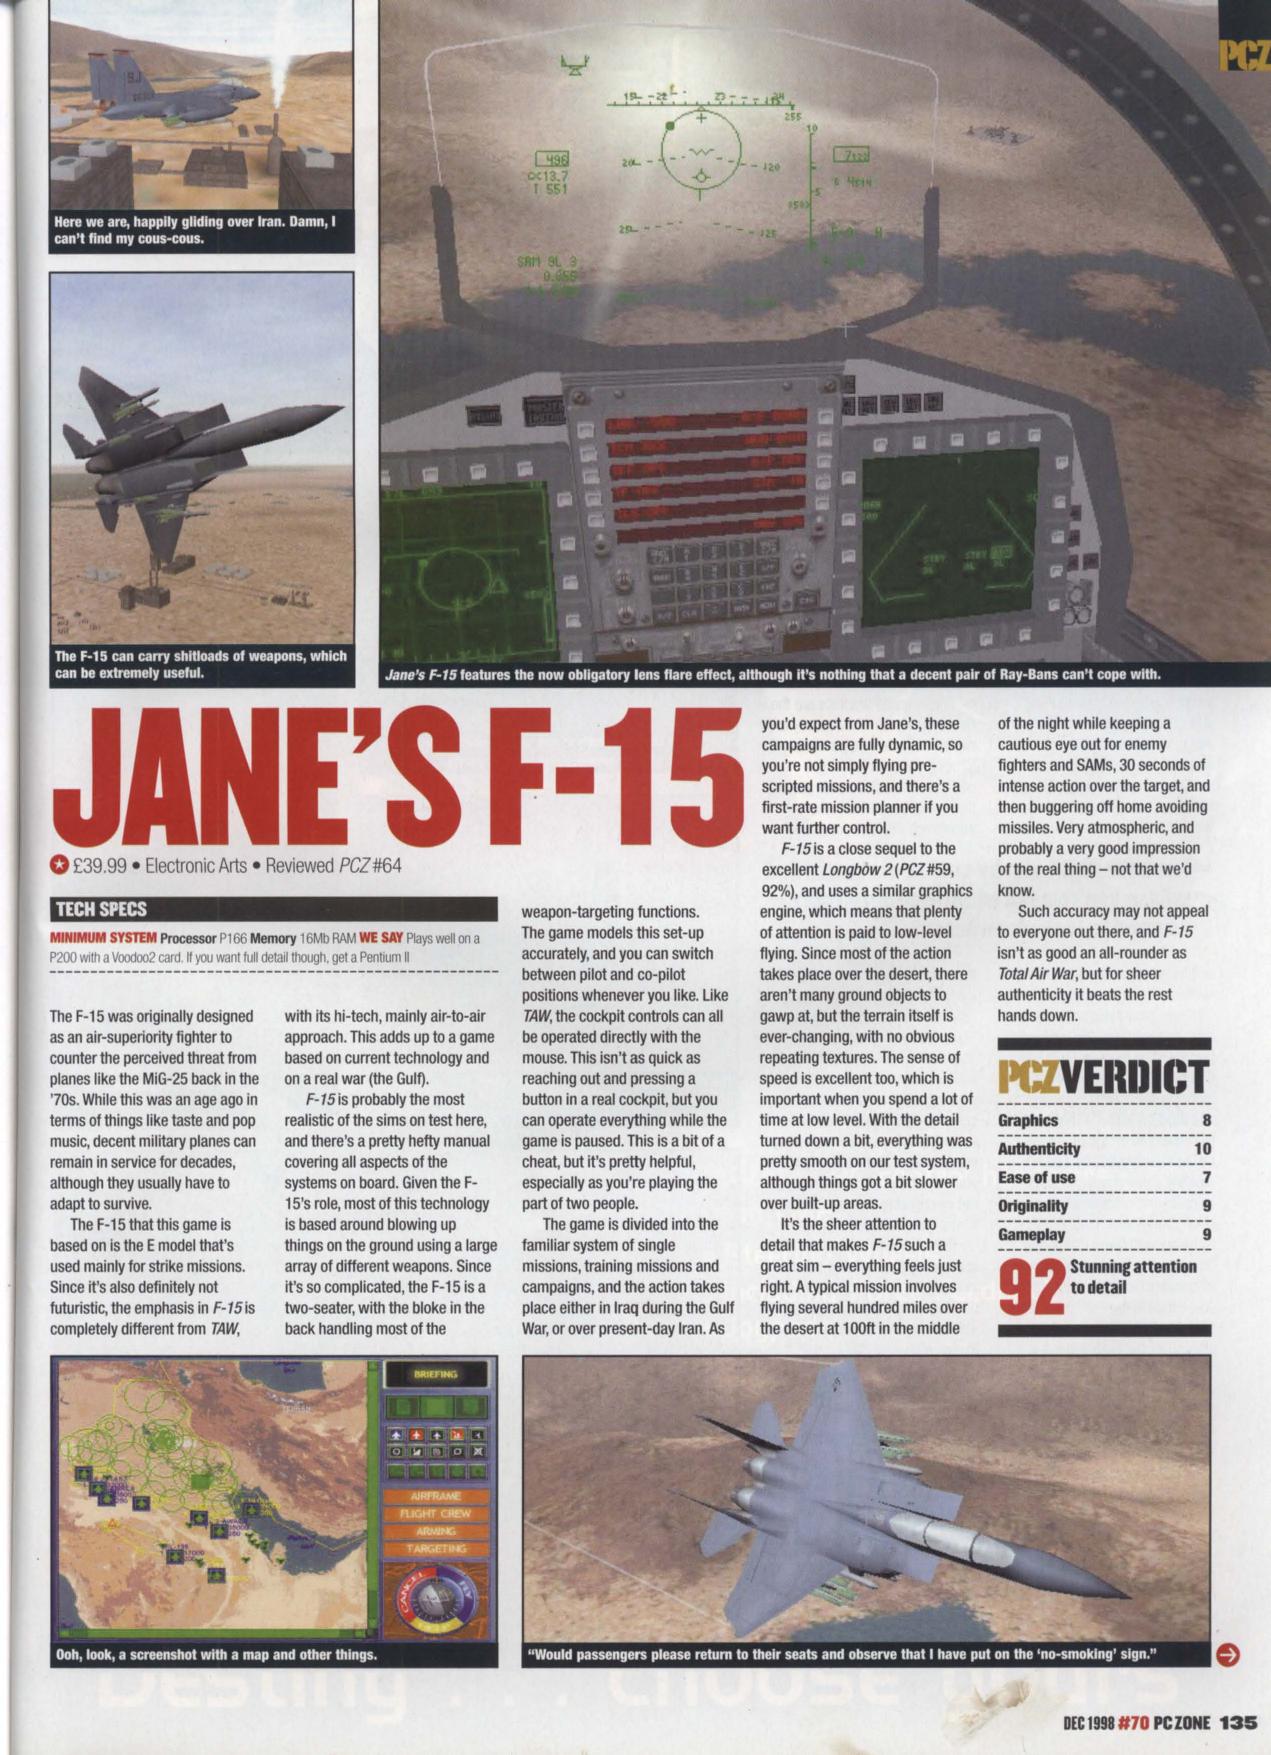 PCZ
Here we are, happily gliding over Iran. Damn, I
can't find my cous-cous.
The F-15 can carry shitloads of weapons, which
can be extremely useful.
496
∝13.7
T 551
255
10
5
SAM SL 3
Jane's F-15 features the now obligatory lens flare effect, although it's nothing that a decent pair of Ray-Bans can't cope with.
JANE'S F-15
£39.99 • Electronic Arts • Reviewed PCZ #64
TECH SPECS
MINIMUM SYSTEM Processor P166 Memory 16Mb RAM WE SAY Plays well on a
P200 with a Voodoo2 card. If you want full detail though, get a Pentium II
The F-15 was originally designed
as an air-superiority fighter to
counter the perceived threat from
planes like the MiG-25 back in the
'70s. While this was an age ago in
terms of things like taste and pop
music, decent military planes can
remain in service for decades,
although they usually have to
adapt to survive.
The F-15 that this game is
based on is the E model that's
used mainly for strike missions.
Since it's also definitely not
futuristic, the emphasis in F-15 is
completely different from TAW,
with its hi-tech, mainly air-to-air
approach. This adds up to a game
based on current technology and
on a real war (the Gulf).
F-15 is probably the most
realistic of the sims on test here,
and there's a pretty hefty manual
covering all aspects of the
systems on board. Given the F-
15's role, most of this technology
is based around blowing up
things on the ground using a large
array of different weapons. Since
it's so complicated, the F-15 is a
two-seater, with the bloke in the
back handling most of the
weapon-targeting functions.
The game models this set-up
accurately, and you can switch
between pilot and co-pilot
positions whenever you like. Like
TAW, the cockpit controls can all
be operated directly with the
mouse. This isn't as quick as
reaching out and pressing a
button in a real cockpit, but you
can operate everything while the
game is paused. This is a bit of a
cheat, but it's pretty helpful,
especially as you're playing the
part of two people.
The game is divided into the
familiar system of single
missions, training missions and
campaigns, and the action takes
place either in Iraq during the Gulf
War, or over present-day Iran. As
you'd expect from Jane's, these
campaigns are fully dynamic, so
you're not simply flying pre-
scripted missions, and there's a
first-rate mission planner if you
want further control.
F-15 is a close sequel to the
excellent Longbow 2 (PCZ #59,
92%), and uses a similar graphics
engine, which means that plenty
of attention is paid to low-level
flying. Since most of the action
takes place over the desert, there
aren't many ground objects to
gawp at, but the terrain itself is
ever-changing, with no obvious
repeating textures. The sense of
speed is excellent too, which is
important when you spend a lot of
time at low level. With the detail
turned down a bit, everything was
pretty smooth on our test system,
although things got a bit slower
over built-up areas.
It's the sheer attention to
detail that makes F-15 such a
great sim – everything feels just
right. A typical mission involves
flying several hundred miles over
the desert at 100ft in the middle
of the night while keeping a
cautious eye out for enemy
fighters and SAMs, 30 seconds of
intense action over the target, and
then buggering off home avoiding
missiles. Very atmospheric, and
probably a very good impression
of the real thing – not that we'd
know.
Such accuracy may not appeal
to everyone out there, and F-15
isn't as good an all-rounder as
Total Air War, but for sheer
authenticity it beats the rest
hands down.
PCZVERDICT
Graphics 8
Authenticity 10
Ease of use 7
Originality 9
Gameplay 9
92 Stunning attention
to detail
BRIEFING
AIRFRAME
FLIGHT CREW
ARMING
TARGETING
CANCEL
FLY
Ooh, look, a screenshot with a map and other things.
"Would passengers please return to their seats and observe that I have put on the 'no-smoking' sign."
DEC 1998 #70 PC ZONE 135